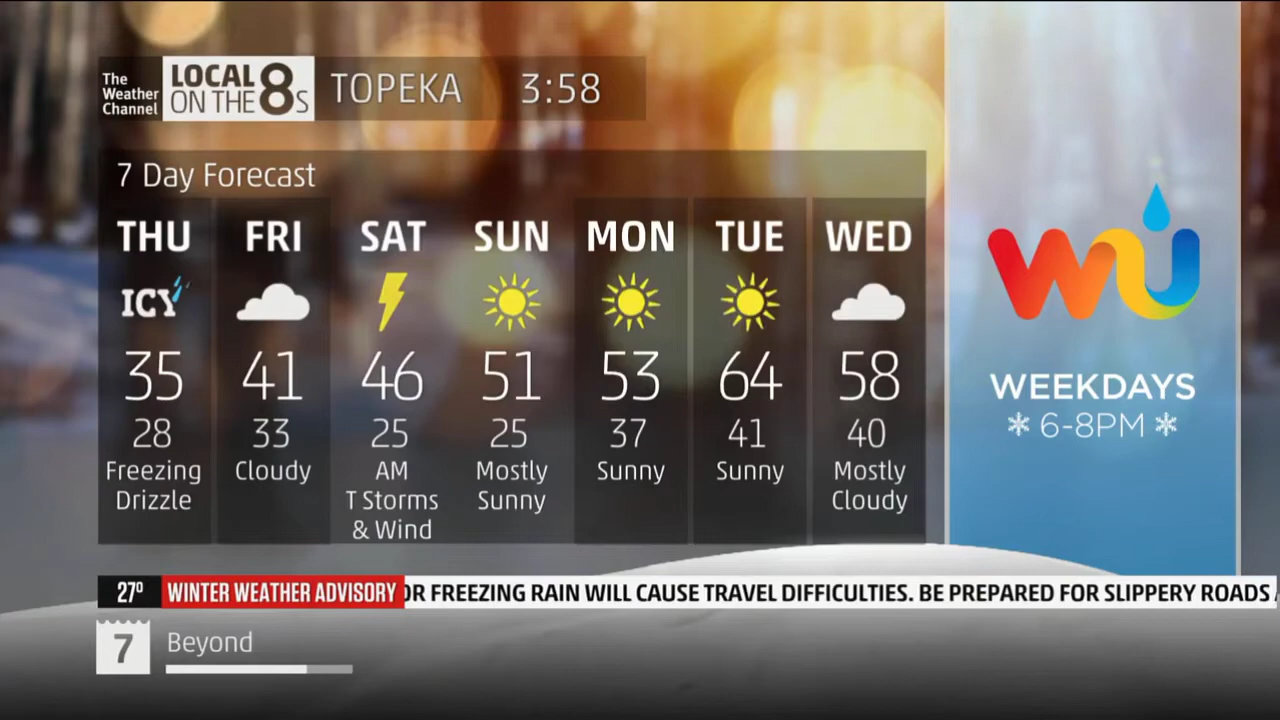 The Weather Channel
LOCAL ON THE 8s
TOPEKA 3:58
7 Day Forecast
THU FRI SAT SUN MON TUE WED
ICY
35 41 46 51 53 64 58
28 33 25 25 37 41 40
Freezing Drizzle
Cloudy
AM T Storms & Wind
Mostly Sunny
Sunny
Sunny
Mostly Cloudy
WU
WEEKDAYS
6-8PM
27° WINTER WEATHER ADVISORY OR FREEZING RAIN WILL CAUSE TRAVEL DIFFICULTIES. BE PREPARED FOR SLIPPERY ROADS
7 Beyond